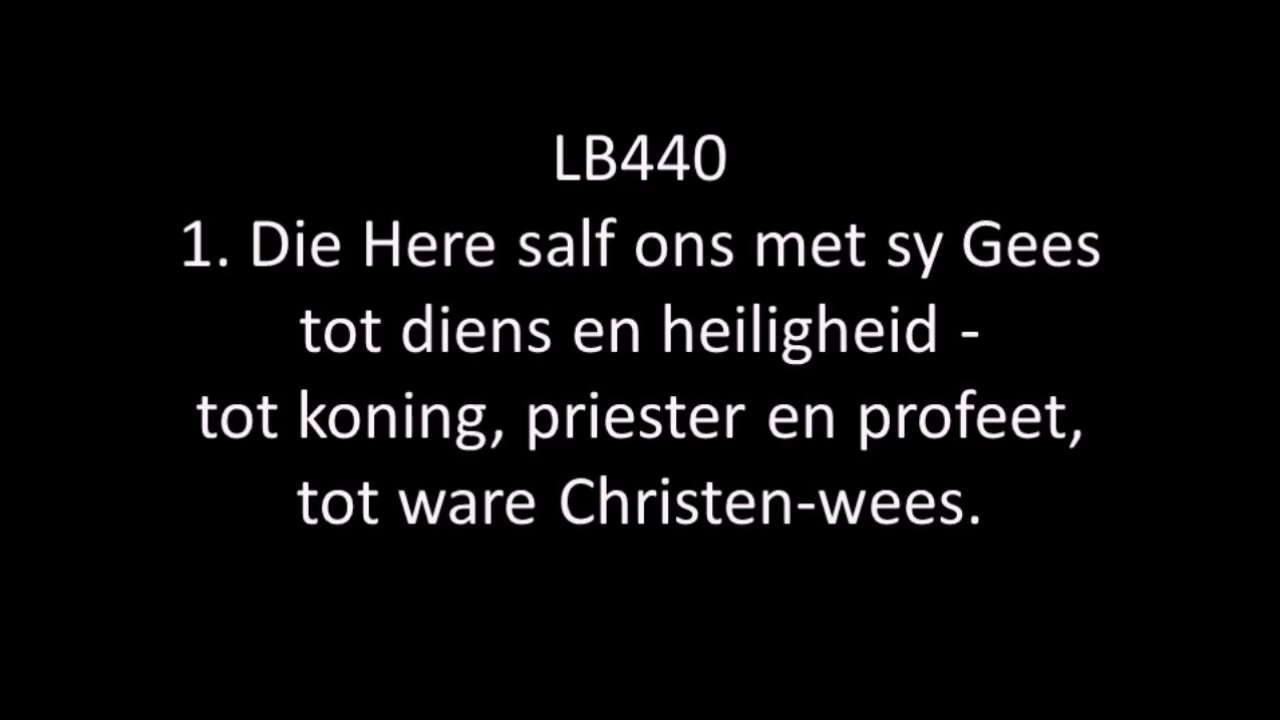 LB440
1. Die Here salf ons met sy Gees
tot diens en heiligheid -
tot koning, priester en profeet,
tot ware Christen-wees.